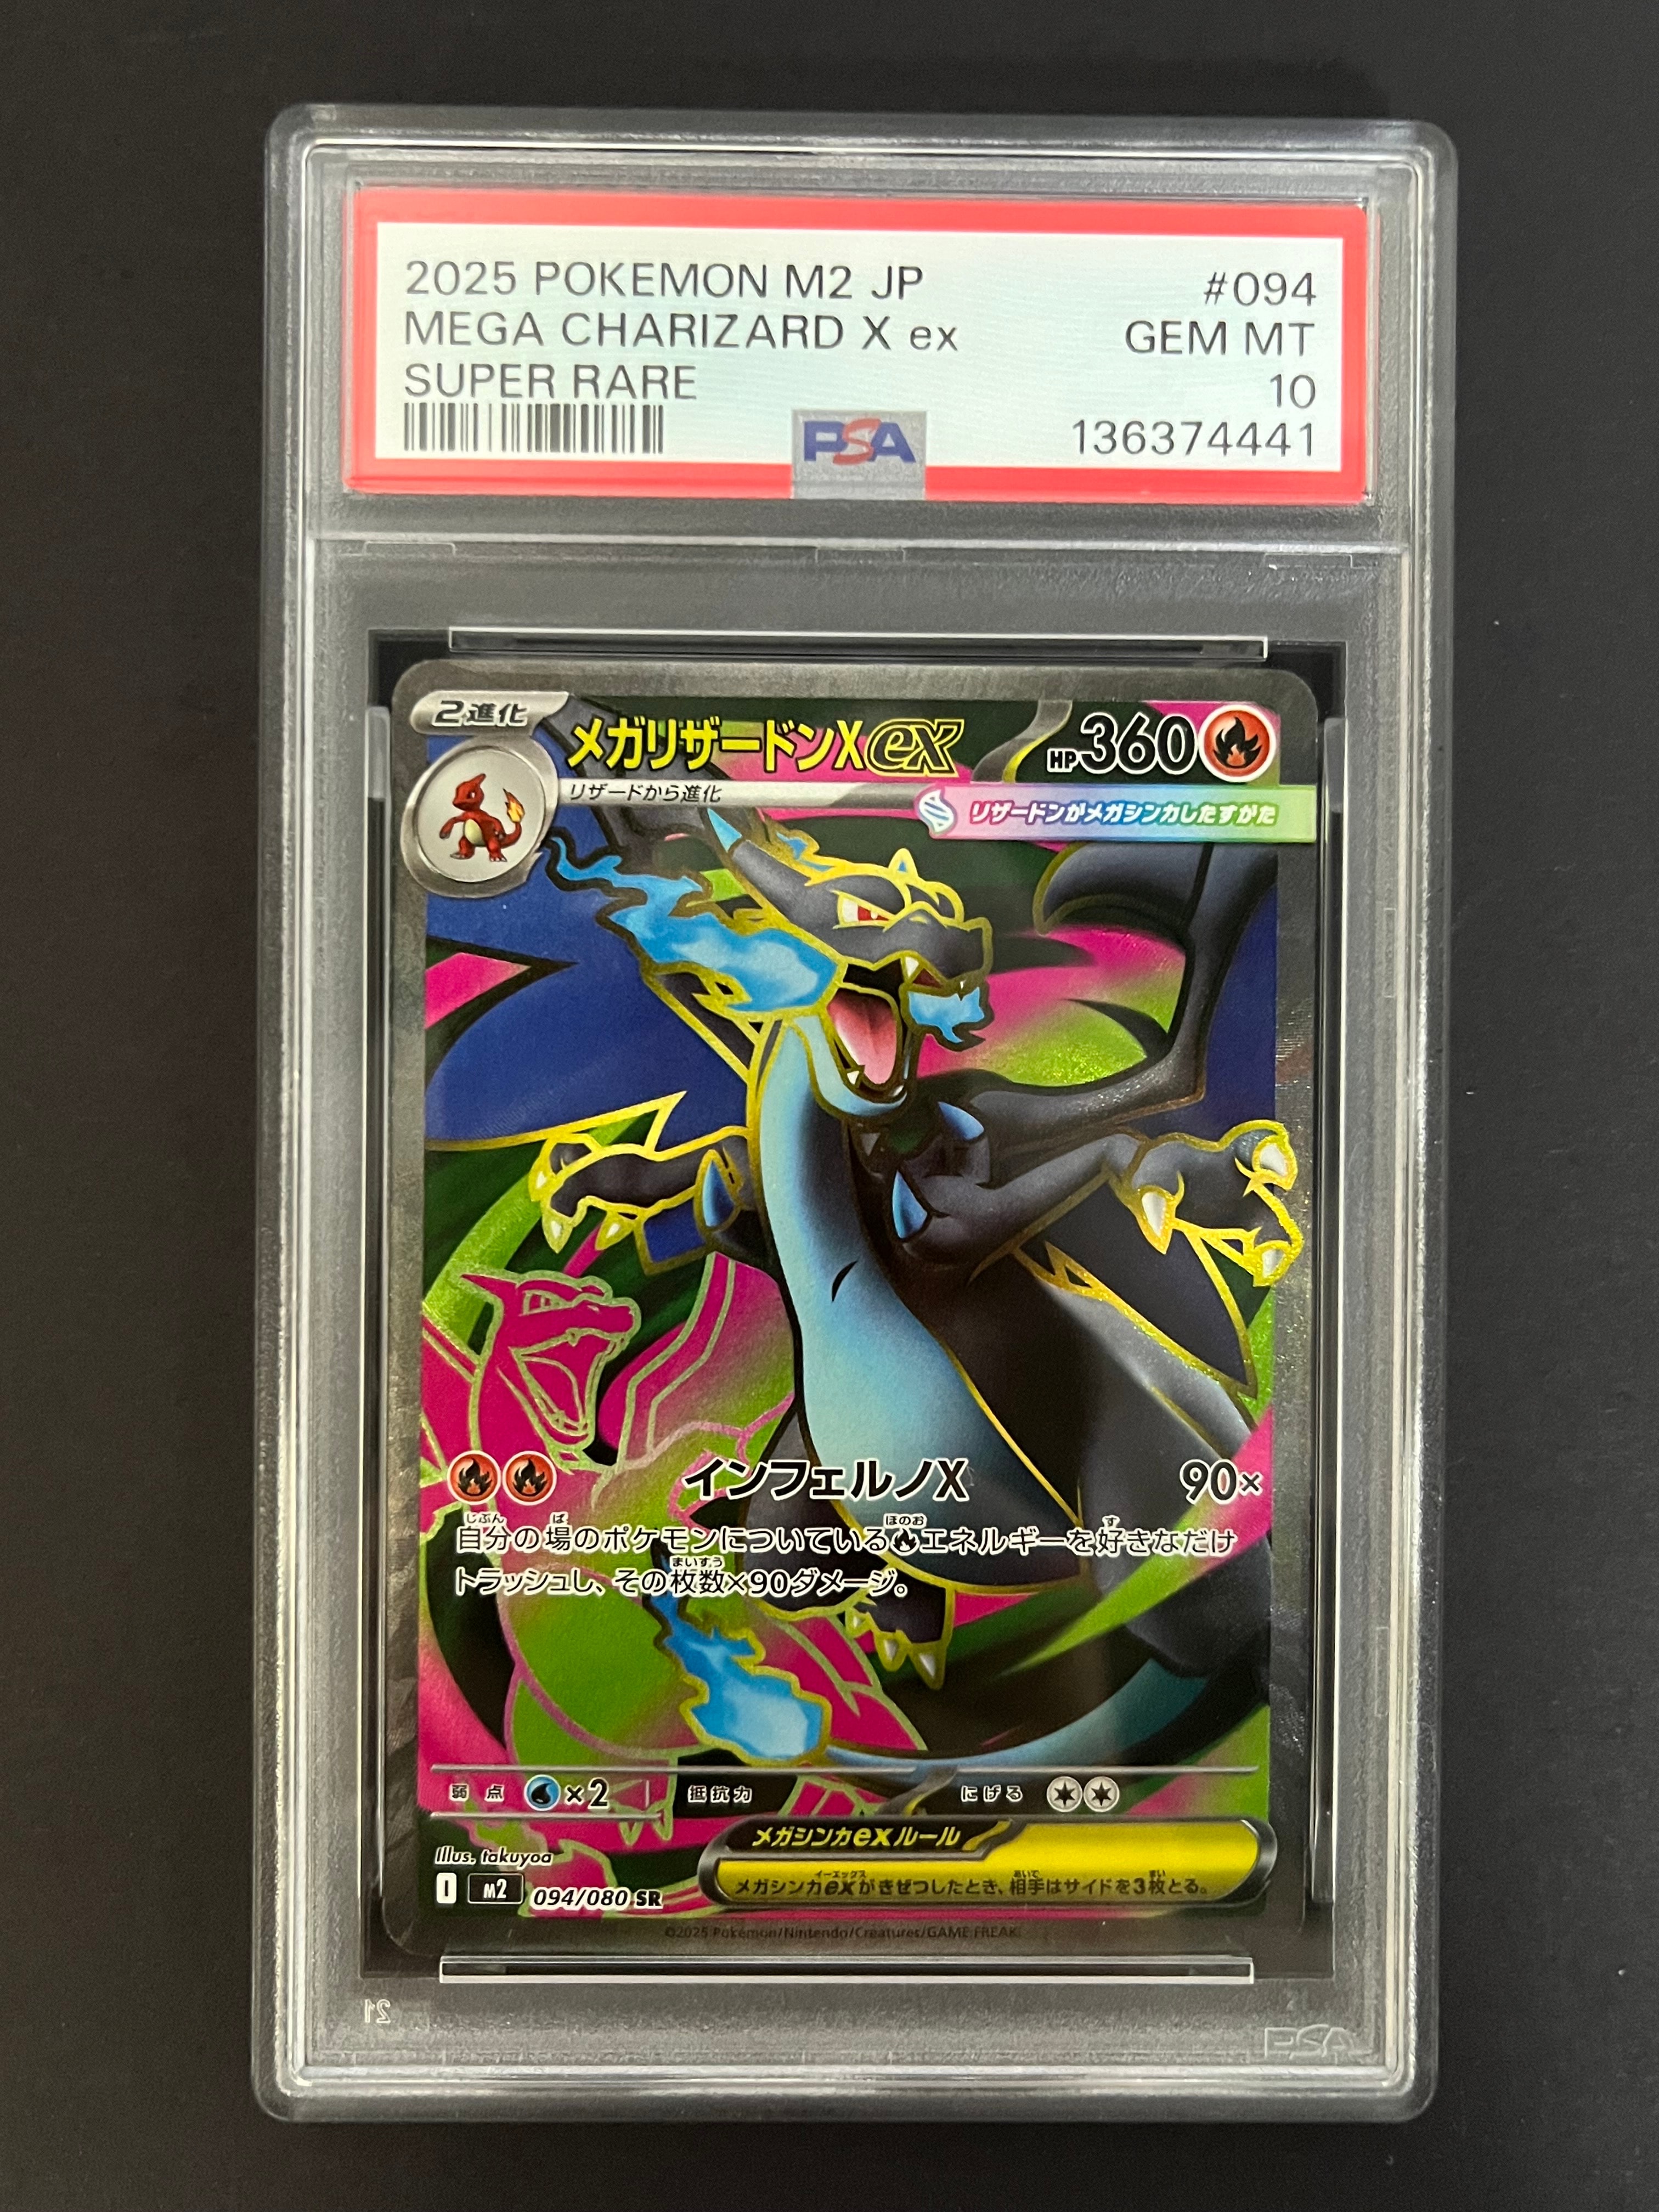 2025 POKEMON M2 JP #094
MEGA CHARIZARD X ex GEM MT
SUPER RARE 10
PSA 136374441
2進化 メガリザードンXex HP360
リザードから進化
リザードンがメガシンカしたすがた
インフェルノX 90×
自分の場のポケモンについているエネルギーを好きなだけ
トラッシュし、その枚数×90ダメージ。
弱点 ×2 抵抗力 にげる
メガシンカexルール
メガシンカexがきぜつしたとき、相手はサイドを3枚とる。
Illus. takuyoa
I m2 094/080 SR
©2025 Pokémon/Nintendo/Creatures/GAME FREAK
21
PSA